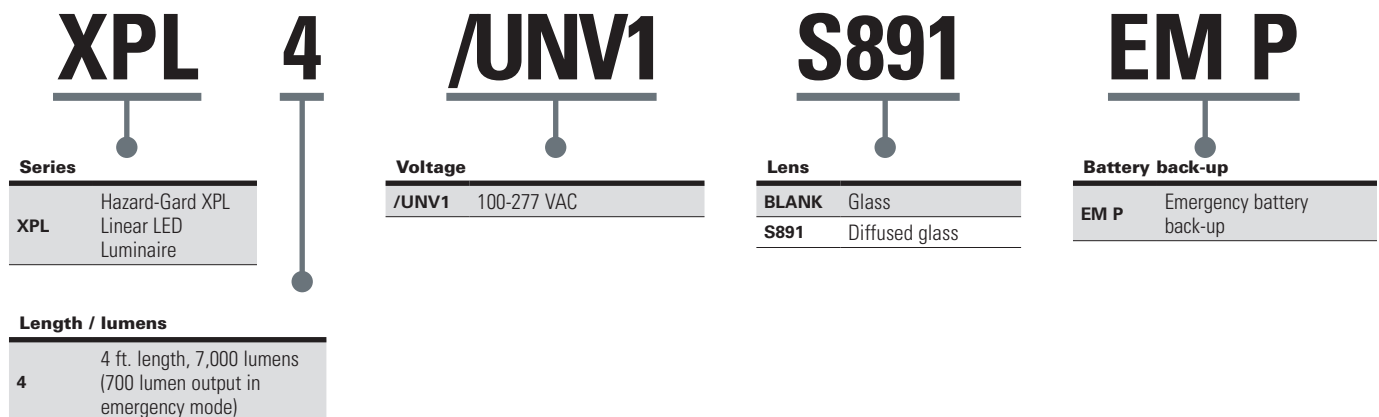 XPL 4 /UNV1 S891 EM P
Series
XPL Hazard-Gard XPL
Linear LED
Luminaire
Length / lumens
4 4 ft. length, 7,000 lumens
(700 lumen output in
emergency mode)
Voltage
/UNV1 100-277 VAC
Lens
BLANK Glass
S891 Diffused glass
Battery back-up
EM P Emergency battery
back-up